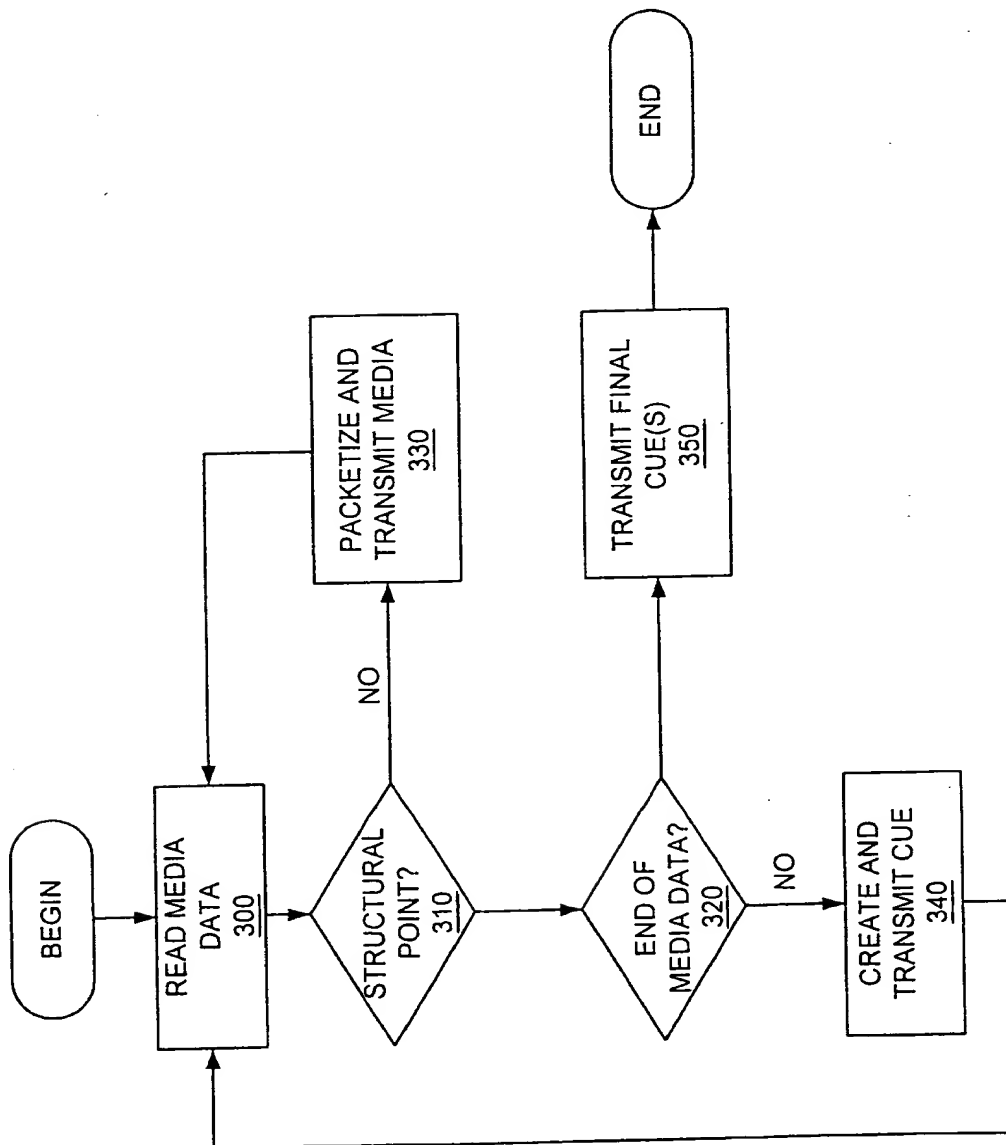 BEGIN
READ MEDIA
DATA
300
STRUCTURAL
POINT?
310
NO
PACKETIZE AND
TRANSMIT MEDIA
330
END OF
MEDIA DATA?
320
NO
CREATE AND
TRANSMIT CUE
340
TRANSMIT FINAL
CUE(S)
350
END